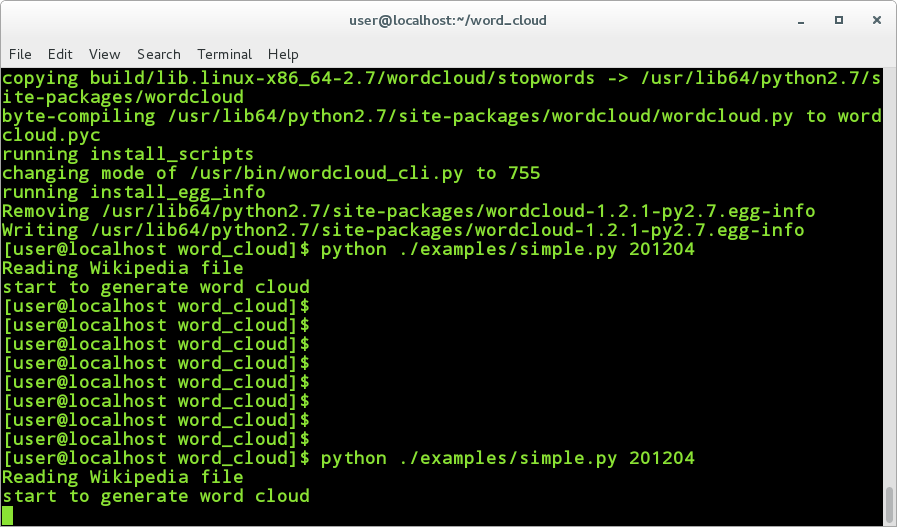 user@localhost:~/word_cloud
File Edit View Search Terminal Help
copying build/lib.linux-x86_64-2.7/wordcloud/stopwords -> /usr/lib64/python2.7/s
ite-packages/wordcloud
byte-compiling /usr/lib64/python2.7/site-packages/wordcloud/wordcloud.py to word
cloud.pyc
running install_scripts
changing mode of /usr/bin/wordcloud_cli.py to 755
running install_egg_info
Removing /usr/lib64/python2.7/site-packages/wordcloud-1.2.1-py2.7.egg-info
Writing /usr/lib64/python2.7/site-packages/wordcloud-1.2.1-py2.7.egg-info
[user@localhost word_cloud]$ python ./examples/simple.py 201204
Reading Wikipedia file
start to generate word cloud
[user@localhost word_cloud]$
[user@localhost word_cloud]$
[user@localhost word_cloud]$
[user@localhost word_cloud]$
[user@localhost word_cloud]$
[user@localhost word_cloud]$
[user@localhost word_cloud]$
[user@localhost word_cloud]$
[user@localhost word_cloud]$ python ./examples/simple.py 201204
Reading Wikipedia file
start to generate word cloud